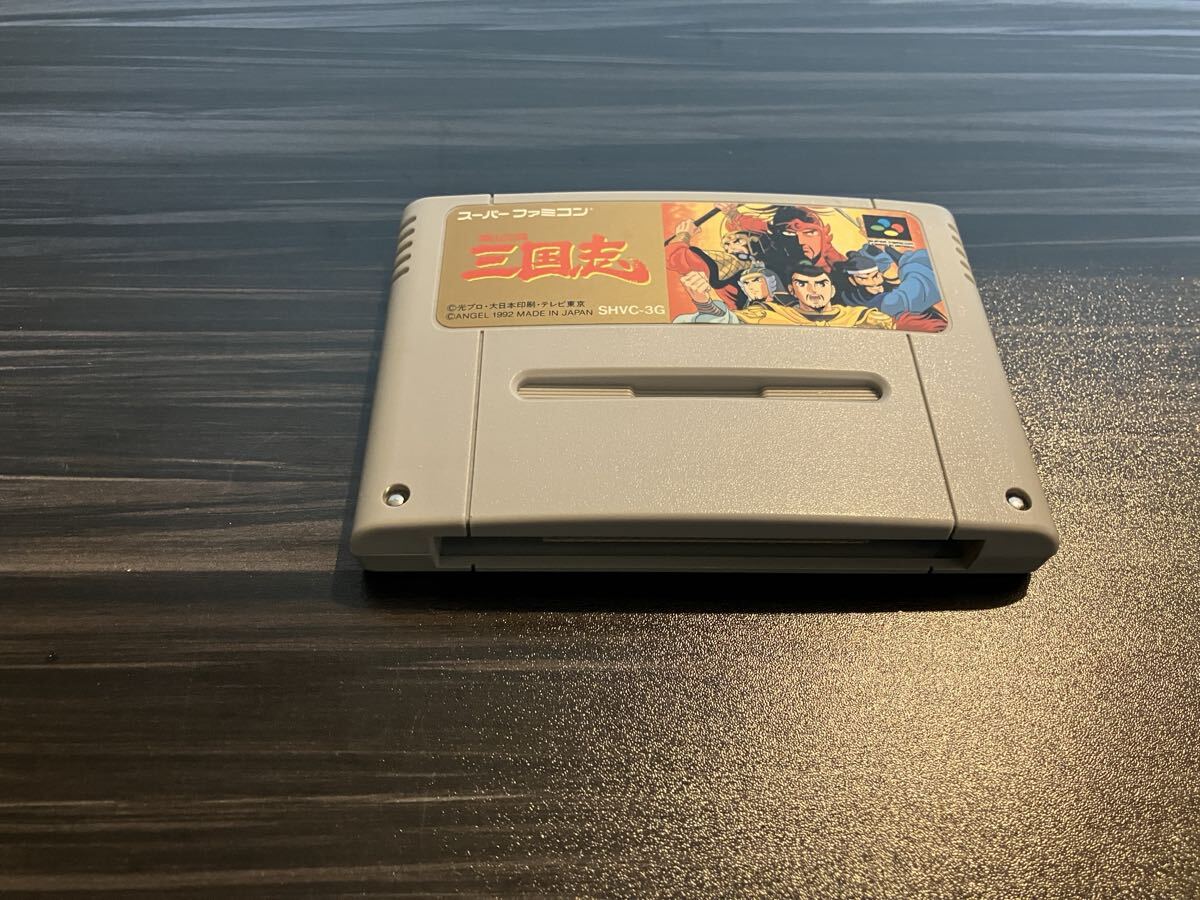 スーパーファミコン®
三国志
©光プロ・大日本印刷・テレビ東京
©ANGEL 1992 MADE IN JAPAN SHVC-3G